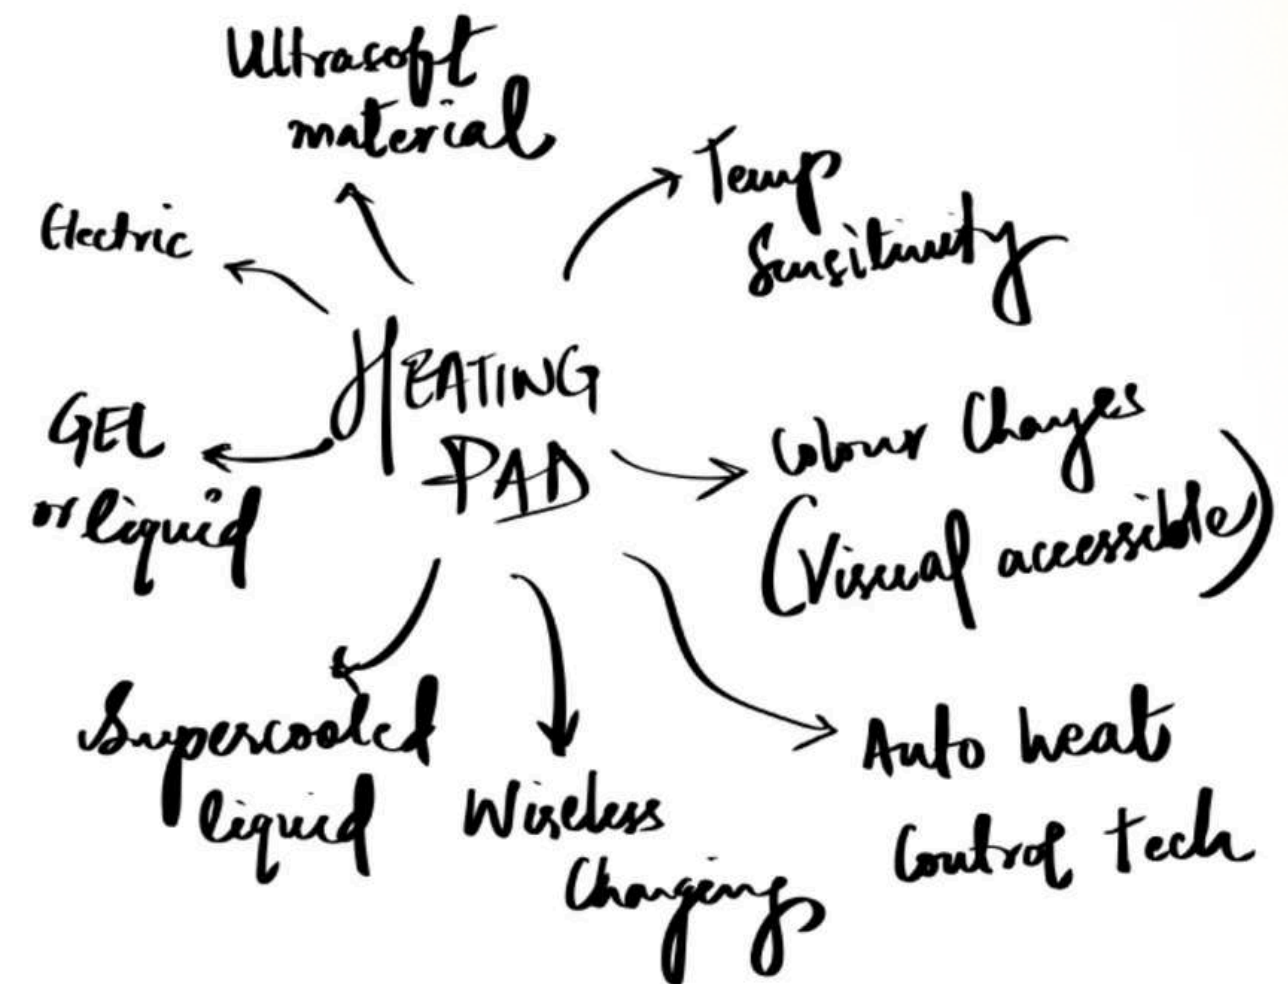 Ultrasoft
material
Electric
Temp
Sensitivity
HEATING
PAD
GEL
or liquid
Colour Changes
(Visual accessible)
Supercooled
liquid
Wireless
Charging
Auto heat
Control tech